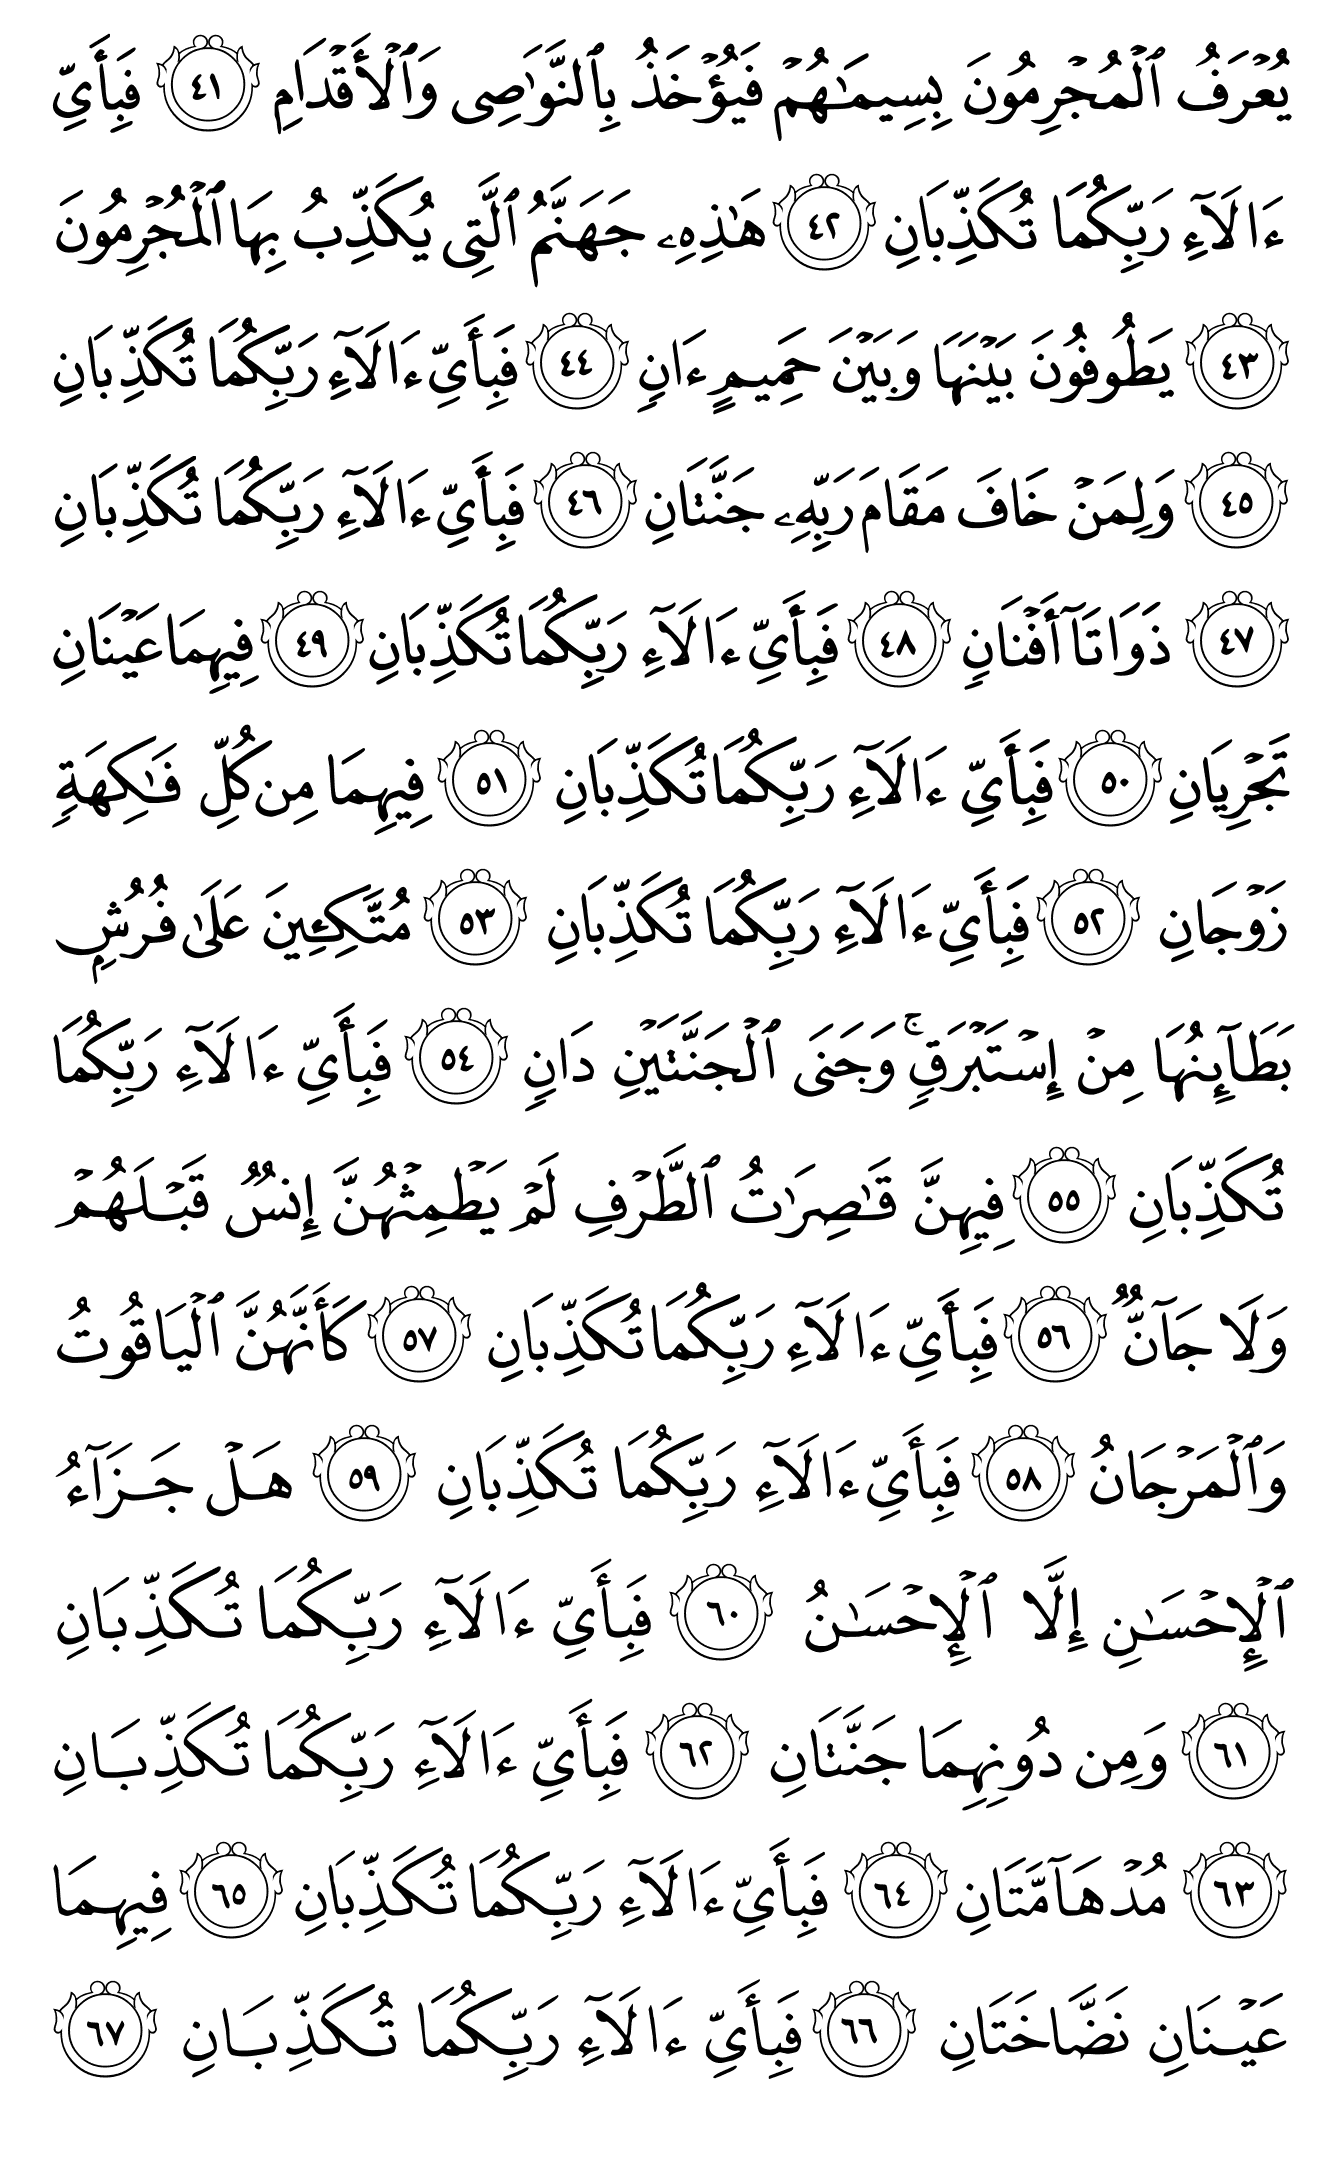 يُعۡرَفُ ٱلۡمُجۡرِمُونَ بِسِيمَٰهُمۡ فَيُؤۡخَذُ بِٱلنَّوَٰصِي وَٱلۡأَقۡدَامِ ٤١ فَبِأَيِّ
ءَالَآءِ رَبِّكُمَا تُكَذِّبَانِ ٤٢ هَٰذِهِۦ جَهَنَّمُ ٱلَّتِي يُكَذِّبُ بِهَا ٱلۡمُجۡرِمُونَ
٤٣ يَطُوفُونَ بَيۡنَهَا وَبَيۡنَ حَمِيمٍ ءَانٖ ٤٤ فَبِأَيِّ ءَالَآءِ رَبِّكُمَا تُكَذِّبَانِ
٤٥ وَلِمَنۡ خَافَ مَقَامَ رَبِّهِۦ جَنَّتَانِ ٤٦ فَبِأَيِّ ءَالَآءِ رَبِّكُمَا تُكَذِّبَانِ
٤٧ ذَوَاتَآ أَفۡنَانٖ ٤٨ فَبِأَيِّ ءَالَآءِ رَبِّكُمَا تُكَذِّبَانِ ٤٩ فِيهِمَا عَيۡنَانِ
تَجۡرِيَانِ ٥٠ فَبِأَيِّ ءَالَآءِ رَبِّكُمَا تُكَذِّبَانِ ٥١ فِيهِمَا مِن كُلِّ فَٰكِهَةٖ
زَوۡجَانِ ٥٢ فَبِأَيِّ ءَالَآءِ رَبِّكُمَا تُكَذِّبَانِ ٥٣ مُتَّكِـِٔينَ عَلَىٰ فُرُشِۭ
بَطَآئِنُهَا مِنۡ إِسۡتَبۡرَقٖۚ وَجَنَى ٱلۡجَنَّتَيۡنِ دَانٖ ٥٤ فَبِأَيِّ ءَالَآءِ رَبِّكُمَا
تُكَذِّبَانِ ٥٥ فِيهِنَّ قَٰصِرَٰتُ ٱلطَّرۡفِ لَمۡ يَطۡمِثۡهُنَّ إِنسٞ قَبۡلَهُمۡ
وَلَا جَآنّٞ ٥٦ فَبِأَيِّ ءَالَآءِ رَبِّكُمَا تُكَذِّبَانِ ٥٧ كَأَنَّهُنَّ ٱلۡيَاقُوتُ
وَٱلۡمَرۡجَانُ ٥٨ فَبِأَيِّ ءَالَآءِ رَبِّكُمَا تُكَذِّبَانِ ٥٩ هَلۡ جَزَآءُ
ٱلۡإِحۡسَٰنِ إِلَّا ٱلۡإِحۡسَٰنُ ٦٠ فَبِأَيِّ ءَالَآءِ رَبِّكُمَا تُكَذِّبَانِ
٦١ وَمِن دُونِهِمَا جَنَّتَانِ ٦٢ فَبِأَيِّ ءَالَآءِ رَبِّكُمَا تُكَذِّبَانِ
٦٣ مُدۡهَآمَّتَانِ ٦٤ فَبِأَيِّ ءَالَآءِ رَبِّكُمَا تُكَذِّبَانِ ٦٥ فِيهِمَا
عَيۡنَانِ نَضَّاخَتَانِ ٦٦ فَبِأَيِّ ءَالَآءِ رَبِّكُمَا تُكَذِّبَانِ ٦٧